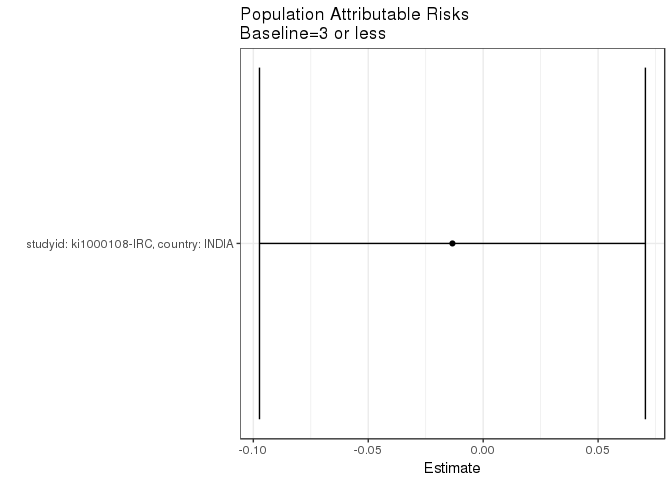 Population Attributable Risks
Baseline=3 or less
studyid: ki1000108-IRC, country: INDIA
-0.10 -0.05 0.00 0.05
Estimate